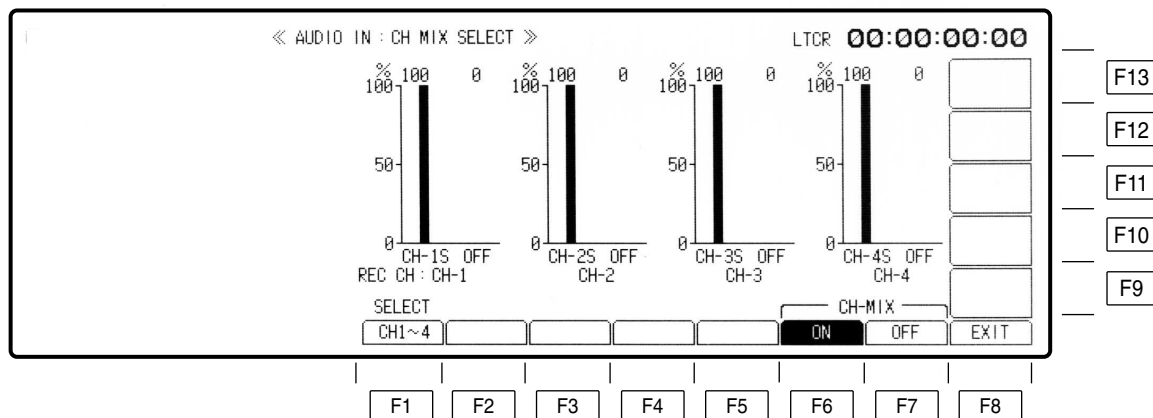 ≪ AUDIO IN : CH MIX SELECT ≫ LTCR 00:00:00:00
% 100 0 % 100 0 % 100 0 % 100 0
100 100 100 100
50 50 50 50
0 0 0 0
CH-1S OFF CH-2S OFF CH-3S OFF CH-4S OFF
REC CH : CH-1 CH-2 CH-3 CH-4
SELECT CH-MIX
CH1~4 ON OFF EXIT
F13
F12
F11
F10
F9
F1 F2 F3 F4 F5 F6 F7 F8